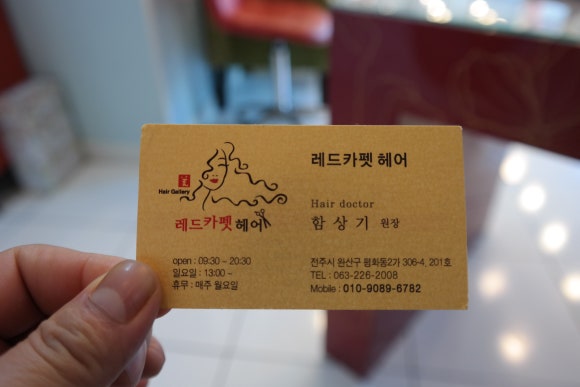 Hair Gallery
레드카펫 헤어
open : 09:30 ~ 20:30
일요일 : 13:00 ~
휴무 : 매주 월요일
레드카펫 헤어
Hair doctor
함상기 원장
전주시 완산구 평화동2가 306-4, 201호
TEL : 063-226-2008
Mobile : 010-9089-6782